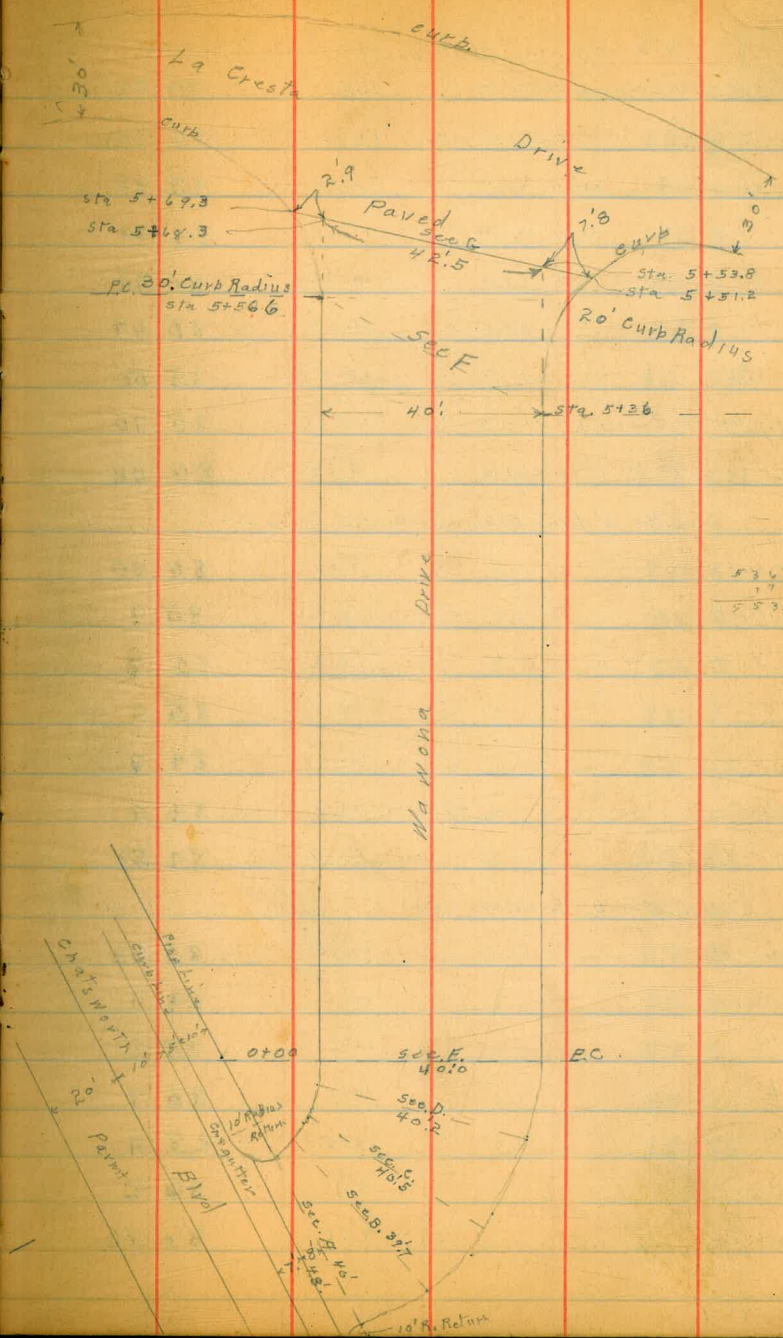 curb
La Cresta
30'
curb
Drive
2'.9
Sta 5+69.3
Sta 5+68.3
Paved
sec G
42'.5
7'.8
curb
30'
Sta. 5+53.8
Sta 5+51.2
P.C. 30'. Curb Radius
Sta 5+56 6
20' Curb Radius
Sec F
40'.
Sta. 5+36
Wa Wona Drive
Prop Line
Curb Line
Chatsworth
Blvd
20'
Pavmt.
0+00
Sec. E.
40.0
P.C.
10' Radius
Return
Sec. D.
40.2
Sec. C.
40'.5
Sec. B. 39'.7
Sec. A 40'
10' R. Return